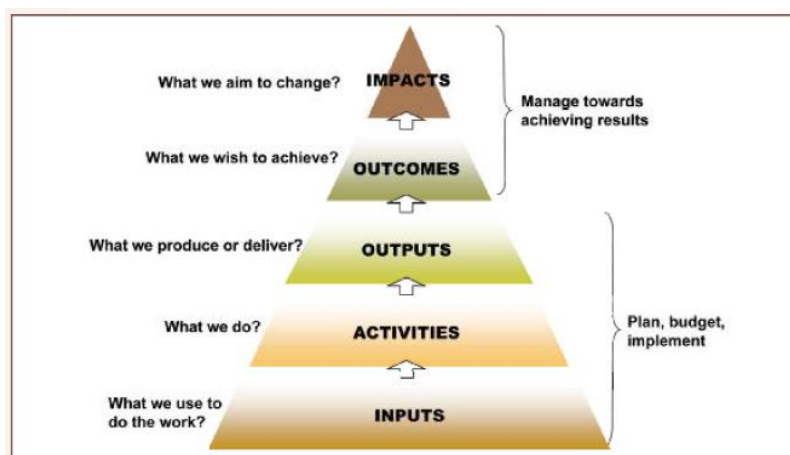 What we aim to change?
IMPACTS
Manage towards
achieving results
What we wish to achieve?
OUTCOMES
What we produce or deliver?
OUTPUTS
What we do?
ACTIVITIES
Plan, budget,
implement
What we use to
do the work?
INPUTS